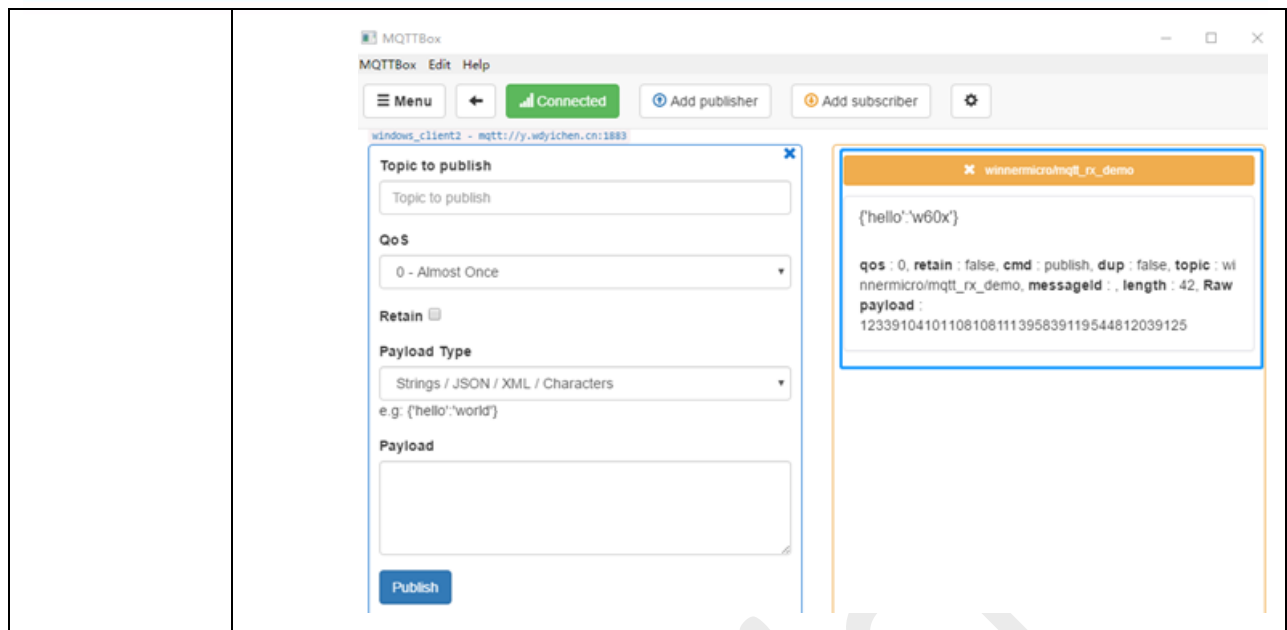 MQTTBox
MQTTBox Edit Help
Menu
Connected
Add publisher
Add subscriber
windows_client2 - mqtt://y.wdyichen.cn:1883
Topic to publish
Topic to publish
QoS
0 - Almost Once
Retain
Payload Type
Strings / JSON / XML / Characters
e.g: {'hello':'world'}
Payload
Publish
winnermicro/mqtt_rx_demo
{'hello':'w60x'}
qos : 0, retain : false, cmd : publish, dup : false, topic : wi
nnermicro/mqtt_rx_demo, messageId : , length : 42, Raw
payload :
12339104101108108111395839119544812039125